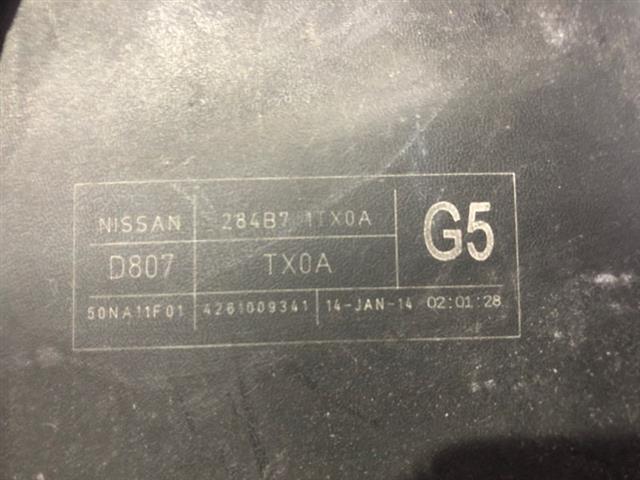 NISSAN 284B7 1TX0A G5
D807 TX0A
50NA11F01 4261009341 14-JAN-14 02:01:28